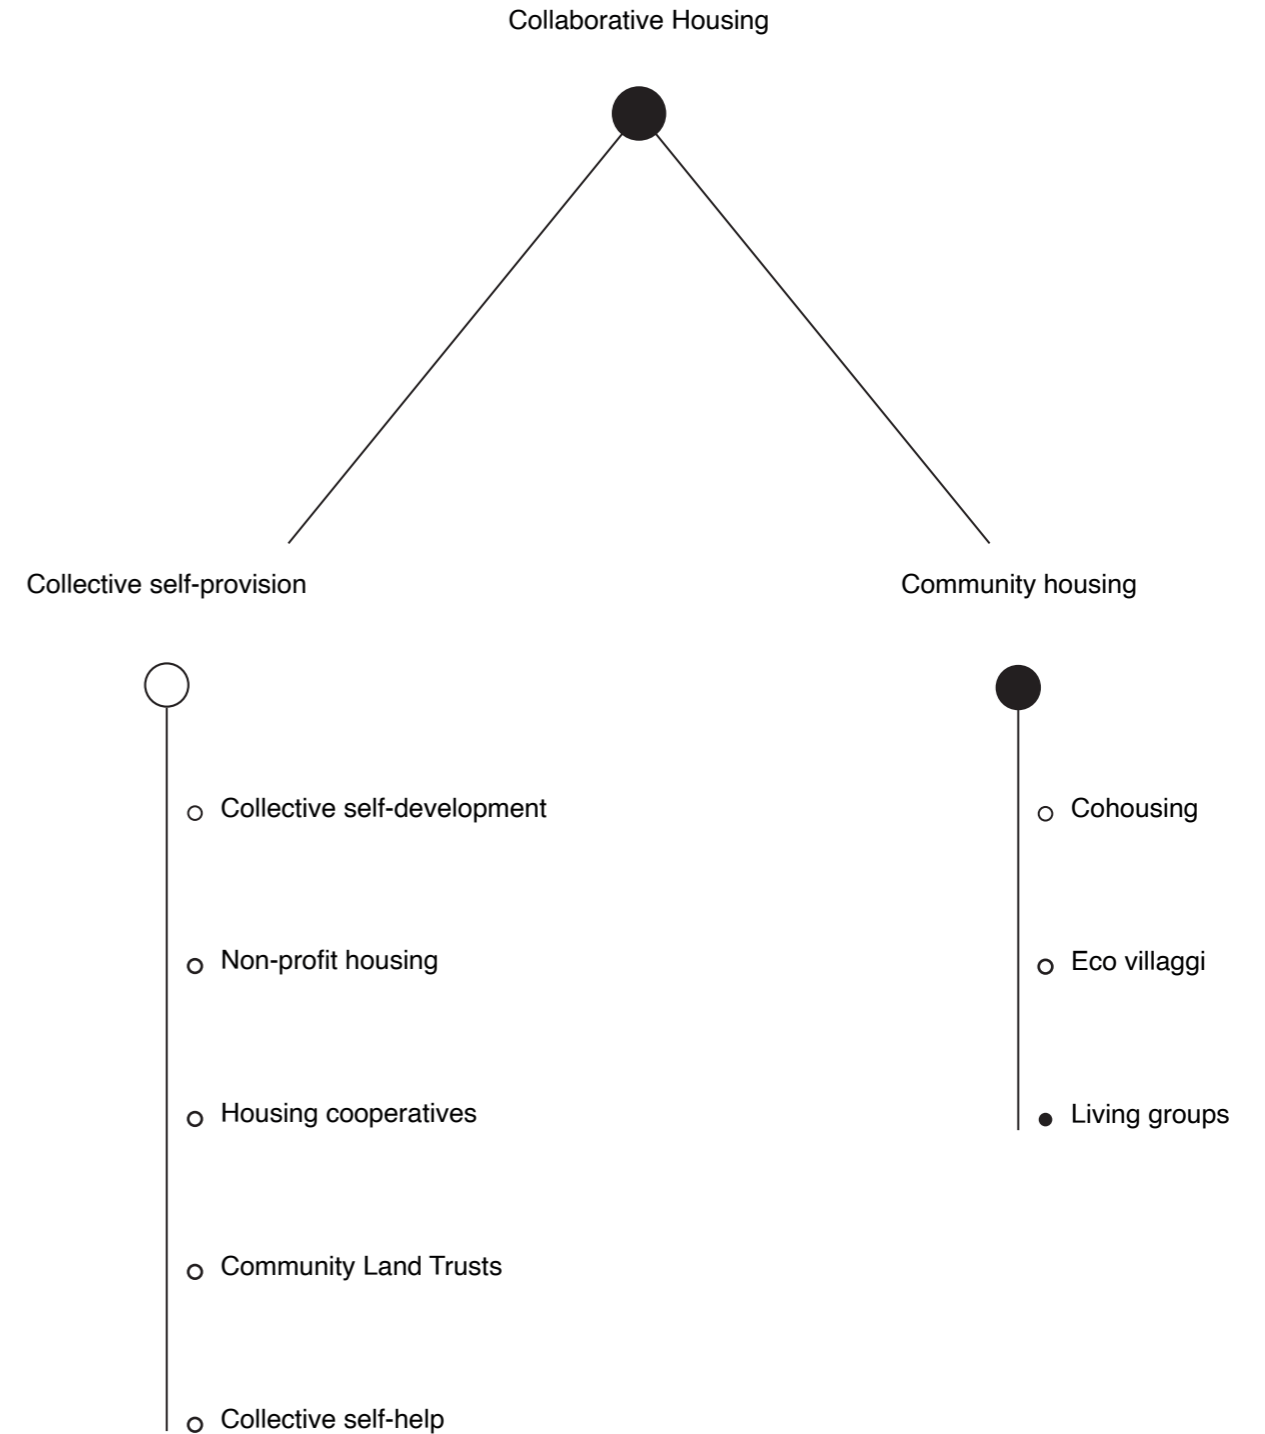 Collaborative Housing
Collective self-provision
Collective self-development
Non-profit housing
Housing cooperatives
Community Land Trusts
Collective self-help
Community housing
Cohousing
Eco villaggi
Living groups